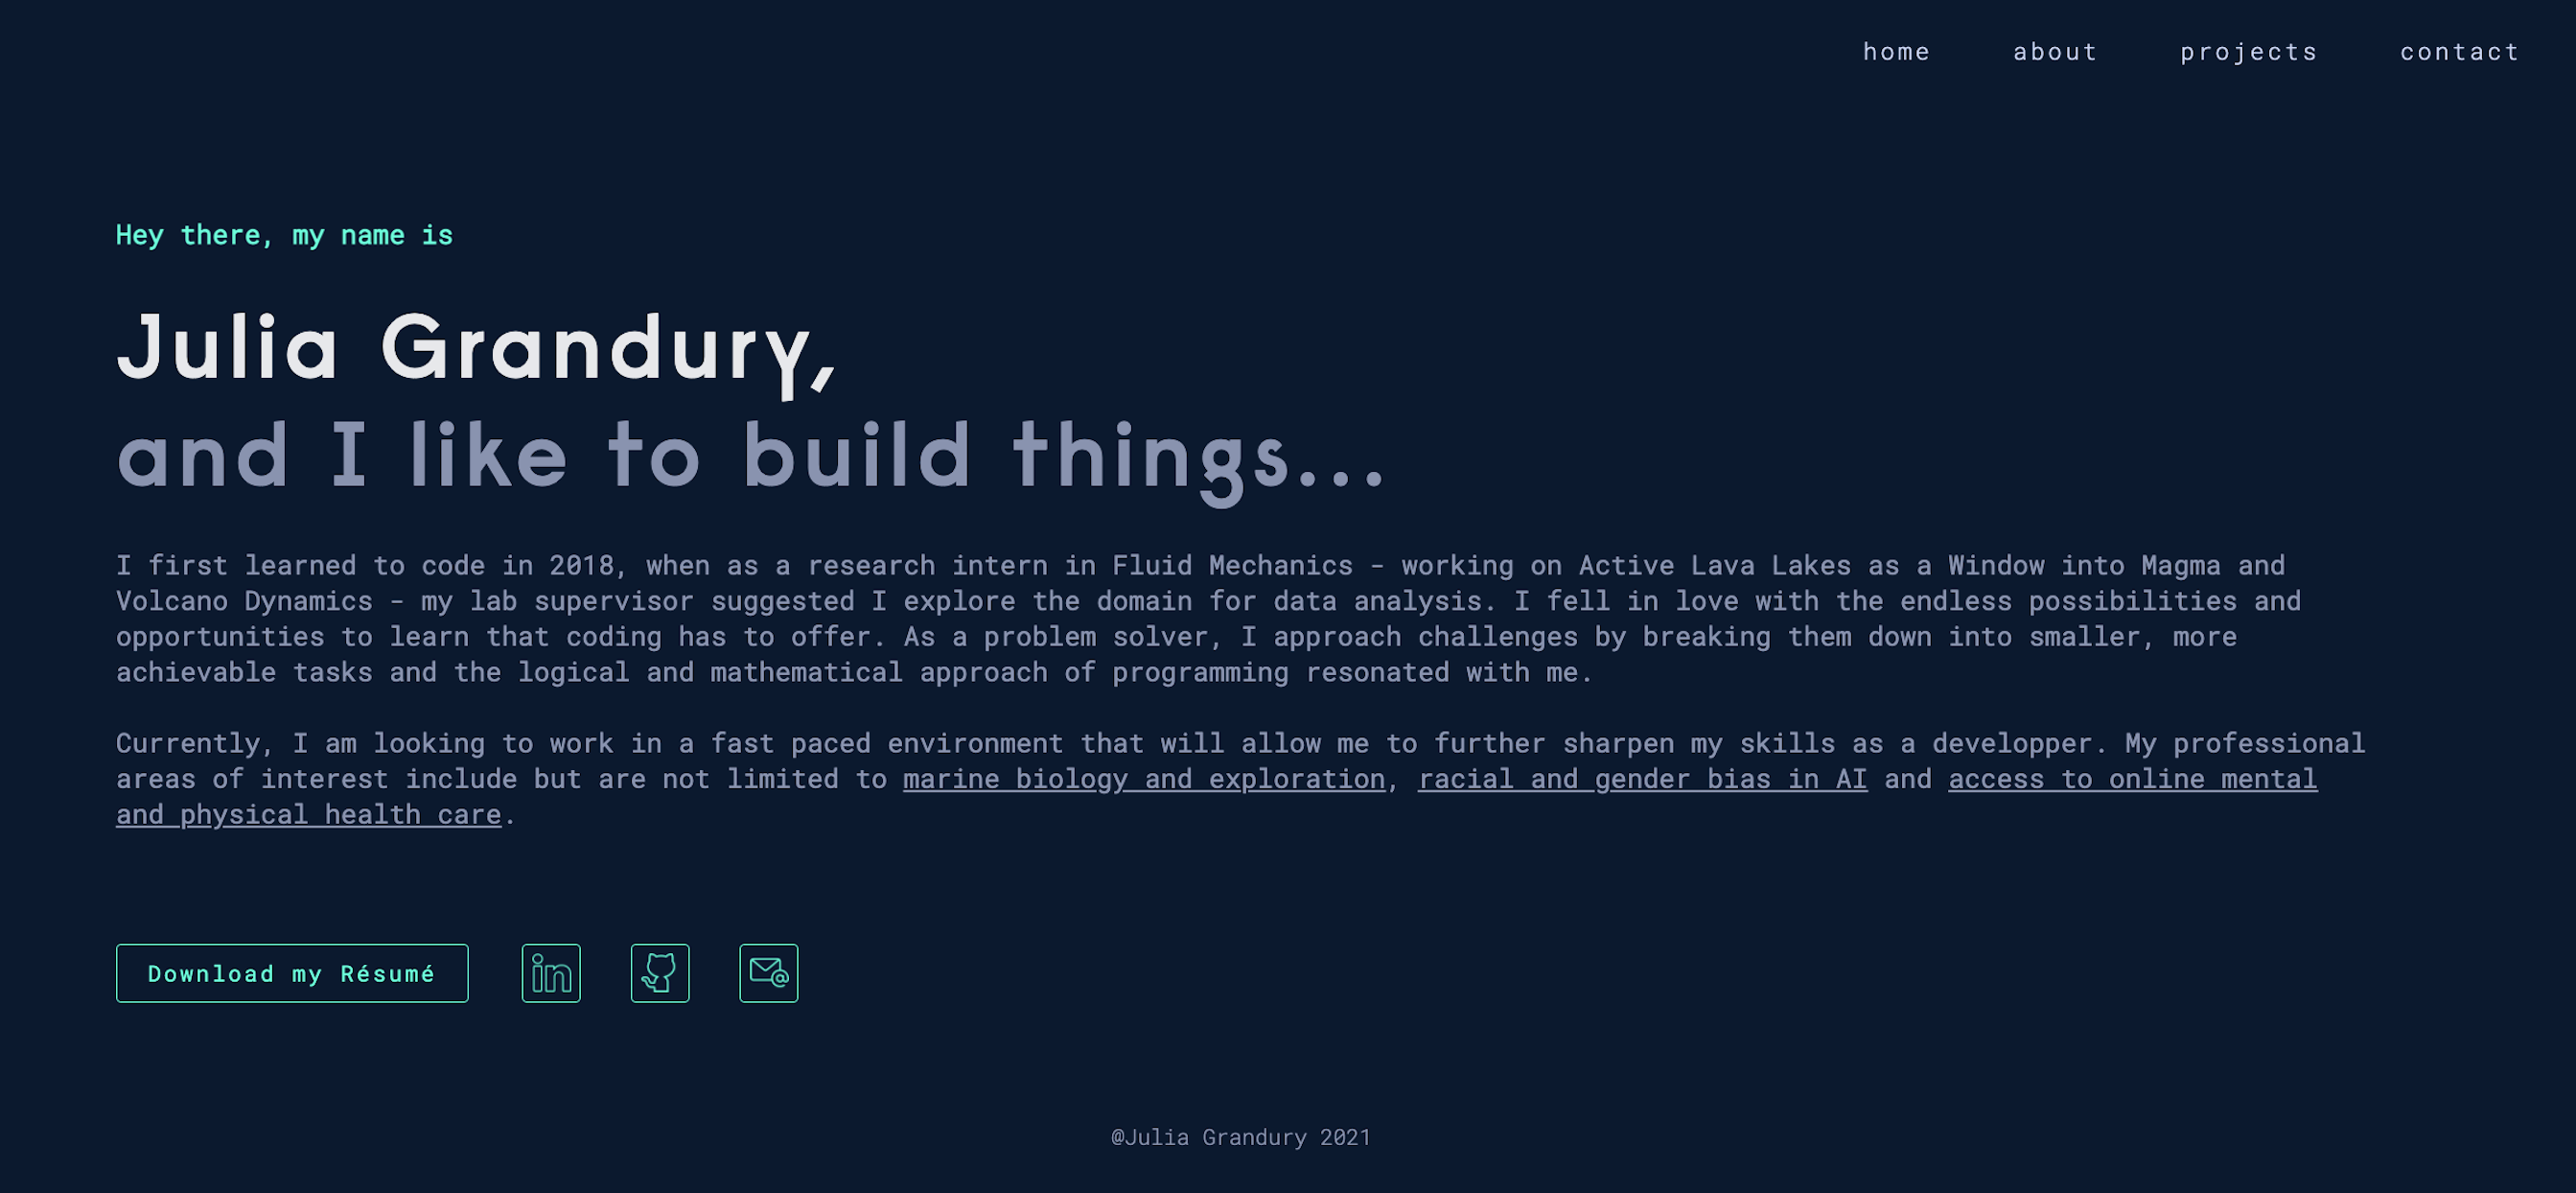 home about projects contact
Hey there, my name is
Julia Grandury,
and I like to build things...
I first learned to code in 2018, when as a research intern in Fluid Mechanics - working on Active Lava Lakes as a Window into Magma and
Volcano Dynamics - my lab supervisor suggested I explore the domain for data analysis. I fell in love with the endless possibilities and
opportunities to learn that coding has to offer. As a problem solver, I approach challenges by breaking them down into smaller, more
achievable tasks and the logical and mathematical approach of programming resonated with me.
Currently, I am looking to work in a fast paced environment that will allow me to further sharpen my skills as a developper. My professional
areas of interest include but are not limited to marine biology and exploration, racial and gender bias in AI and access to online mental
and physical health care.
Download my Résumé in
@Julia Grandury 2021